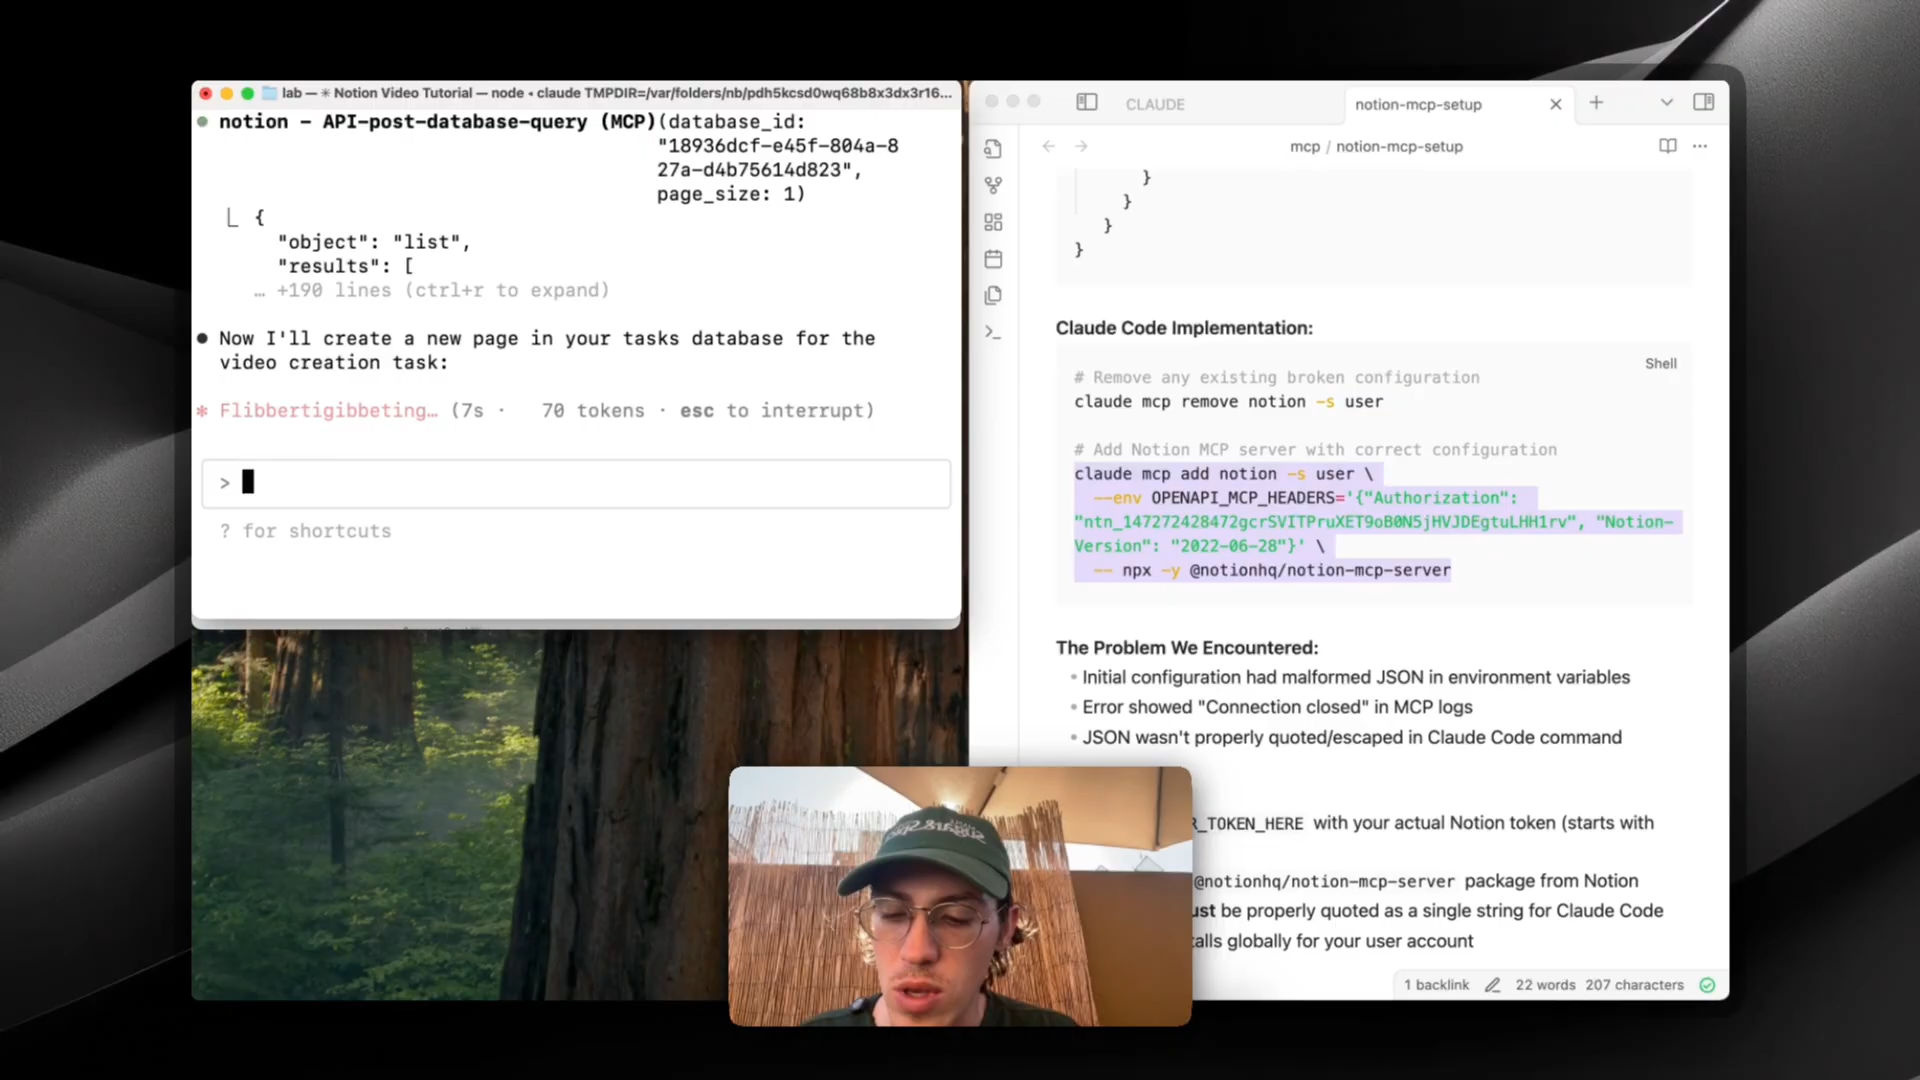 lab — ✳ Notion Video Tutorial — node ◂ claude TMPDIR=/var/folders/nb/pdh5kcsd0wq68b8x3dx3r16…
notion - API-post-database-query (MCP)(database_id:
"18936dcf-e45f-804a-8
27a-d4b75614d823",
page_size: 1)
{
"object": "list",
"results": [
… +190 lines (ctrl+r to expand)
Now I'll create a new page in your tasks database for the
video creation task:
✻ Flibbertigibbeting… (7s · 70 tokens · esc to interrupt)
>
? for shortcuts
CLAUDE
notion-mcp-setup
mcp / notion-mcp-setup
}
}
}
}
Claude Code Implementation:
Shell
# Remove any existing broken configuration
claude mcp remove notion -s user
# Add Notion MCP server with correct configuration
claude mcp add notion -s user \
--env OPENAPI_MCP_HEADERS='{"Authorization":
"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", "Notion-
Version": "2022-06-28"}' \
-- npx -y @notionhq/notion-mcp-server
The Problem We Encountered:
• Initial configuration had malformed JSON in environment variables
• Error showed "Connection closed" in MCP logs
• JSON wasn't properly quoted/escaped in Claude Code command
_TOKEN_HERE with your actual Notion token (starts with
@notionhq/notion-mcp-server package from Notion
be properly quoted as a single string for Claude Code
globally for your user account
1 backlink 22 words 207 characters